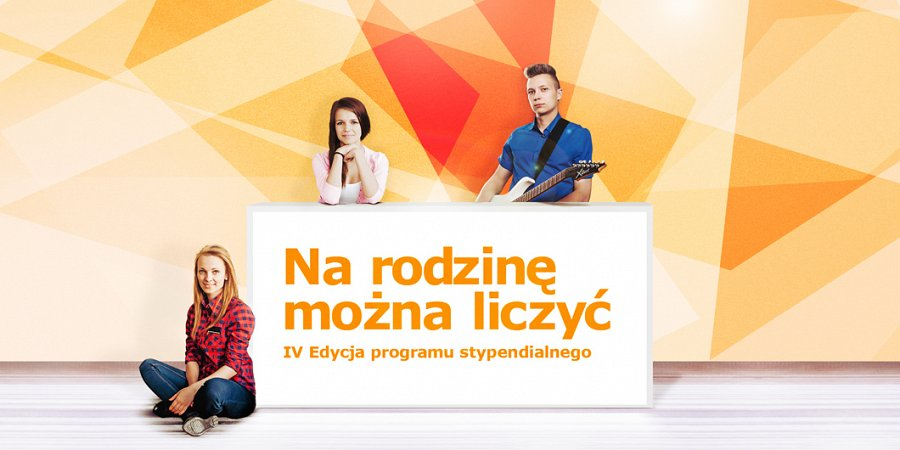 Na rodzinę
można liczyć
IV Edycja programu stypendialnego